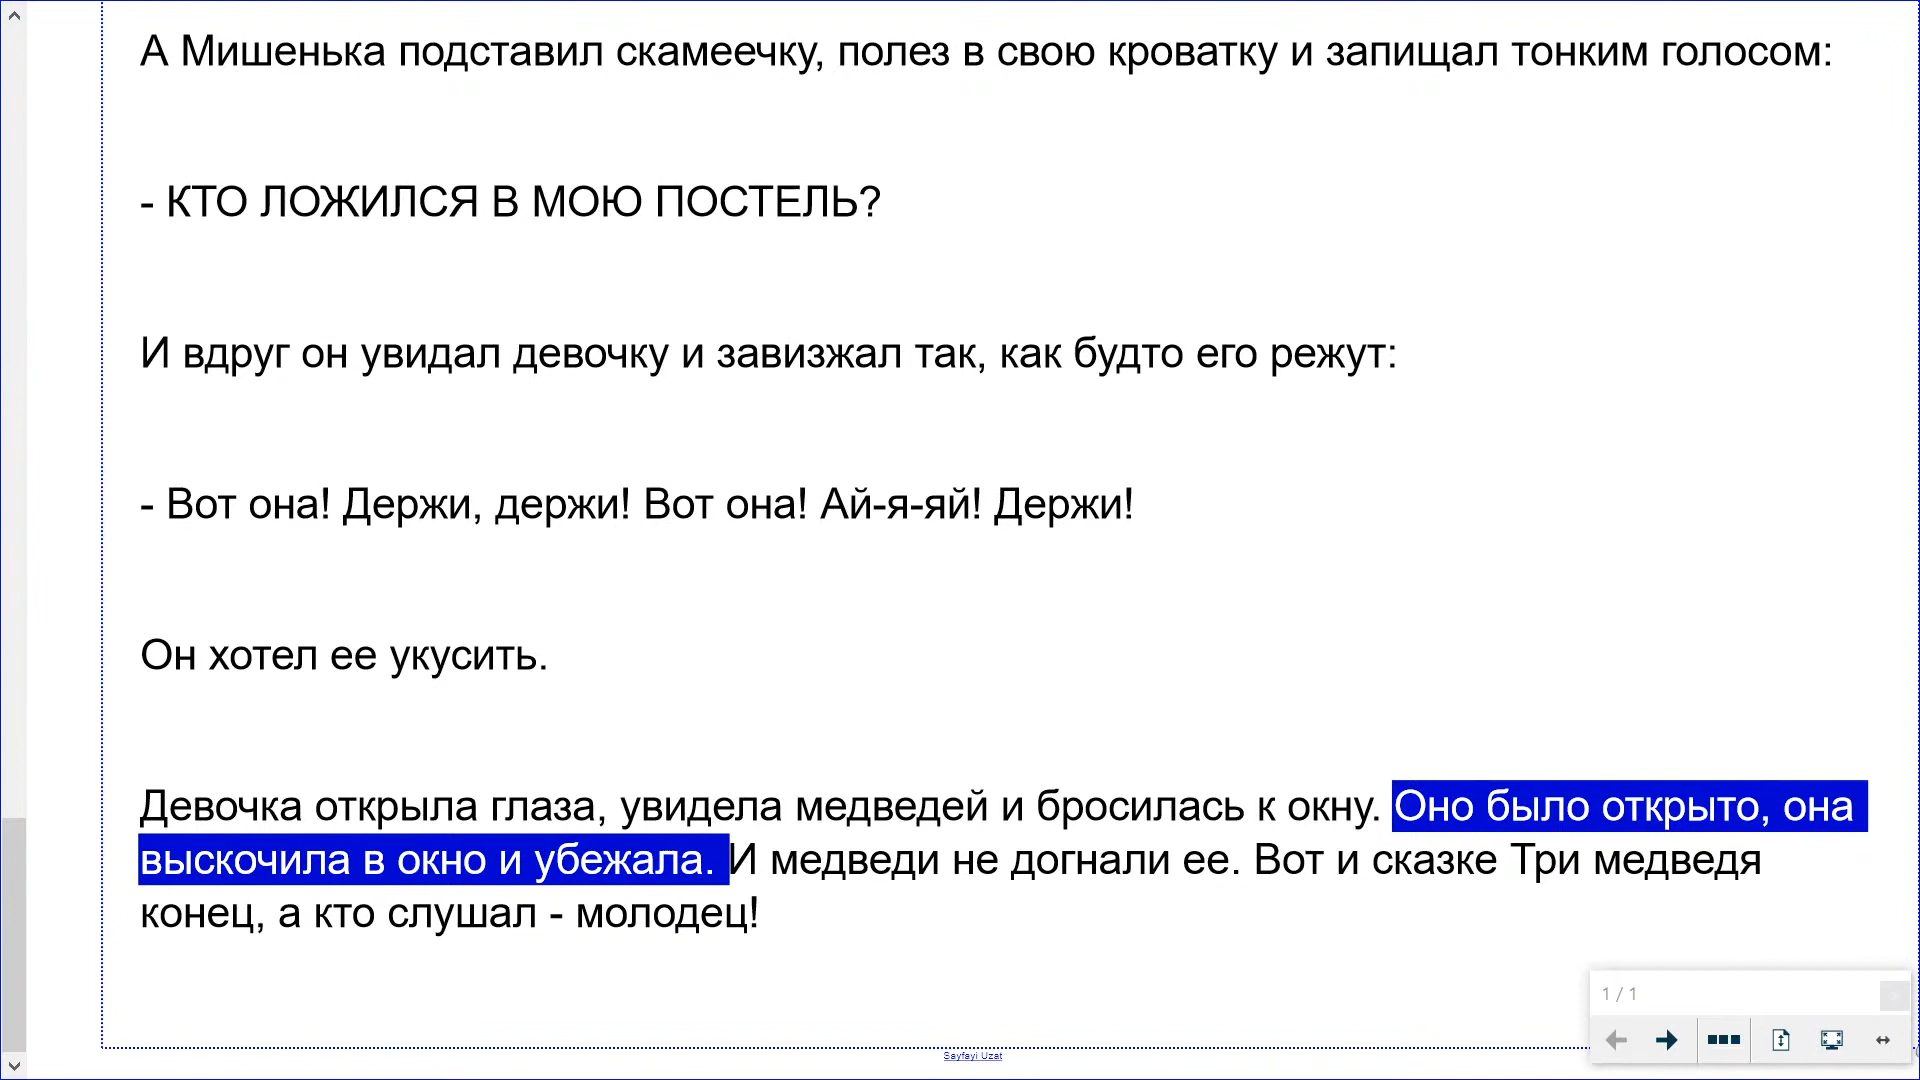 А Мишенька подставил скамеечку, полез в свою кроватку и запищал тонким голосом:
- КТО ЛОЖИЛСЯ В МОЮ ПОСТЕЛЬ?
И вдруг он увидал девочку и завизжал так, как будто его режут:
- Вот она! Держи, держи! Вот она! Ай-я-яй! Держи!
Он хотел ее укусить.
Девочка открыла глаза, увидела медведей и бросилась к окну. Оно было открыто, она
выскочила в окно и убежала. И медведи не догнали ее. Вот и сказке Три медведя
конец, а кто слушал - молодец!
1 / 1
Sayfayi Uzat